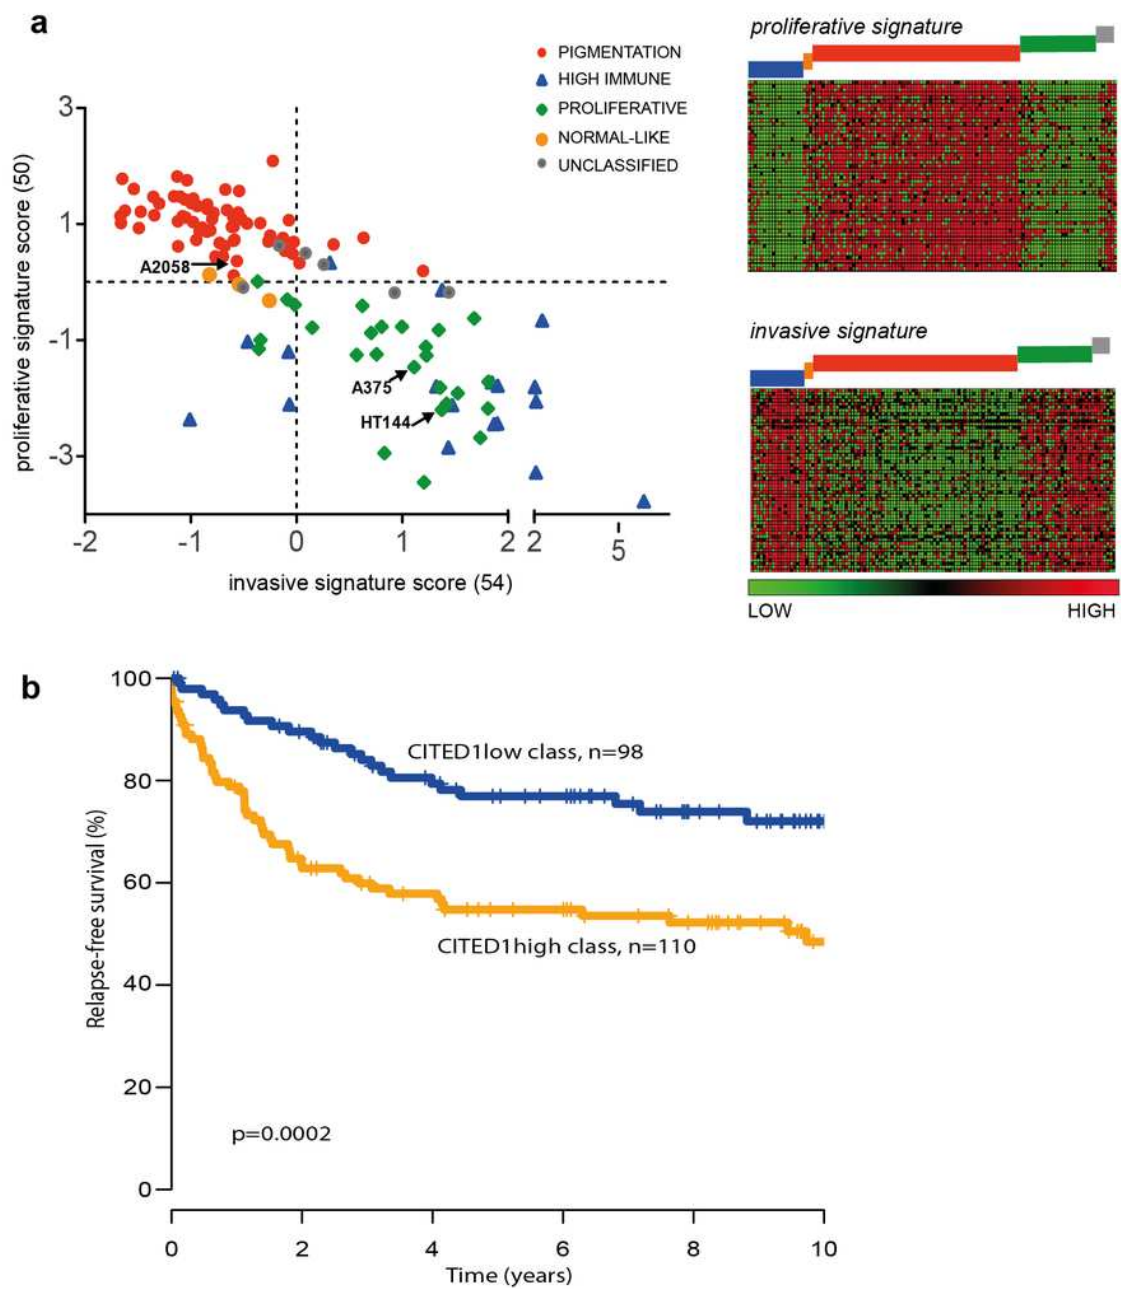 a
PIGMENTATION
HIGH IMMUNE
PROLIFERATIVE
NORMAL-LIKE
UNCLASSIFIED
proliferative signature score (50)
3
1
-1
-3
A2058
A375
HT144
-2 -1 0 1 2 2 5
invasive signature score (54)
proliferative signature
invasive signature
LOW HIGH
b
Relapse-free survival (%)
100
80
60
40
20
0
CITED1low class, n=98
CITED1high class, n=110
p=0.0002
0 2 4 6 8 10
Time (years)